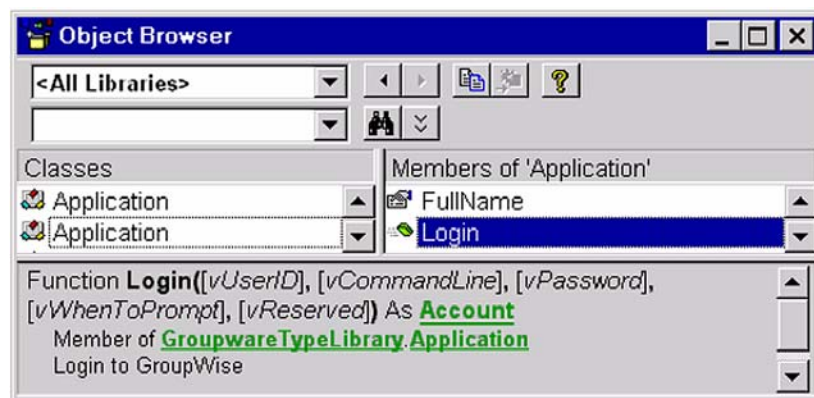 Object Browser
<All Libraries>
Classes
Members of 'Application'
Application
FullName
Application
Login
Function Login([vUserID], [vCommandLine], [vPassword],
[vWhenToPrompt], [vReserved]) As Account
Member of GroupwareTypeLibrary.Application
Login to GroupWise